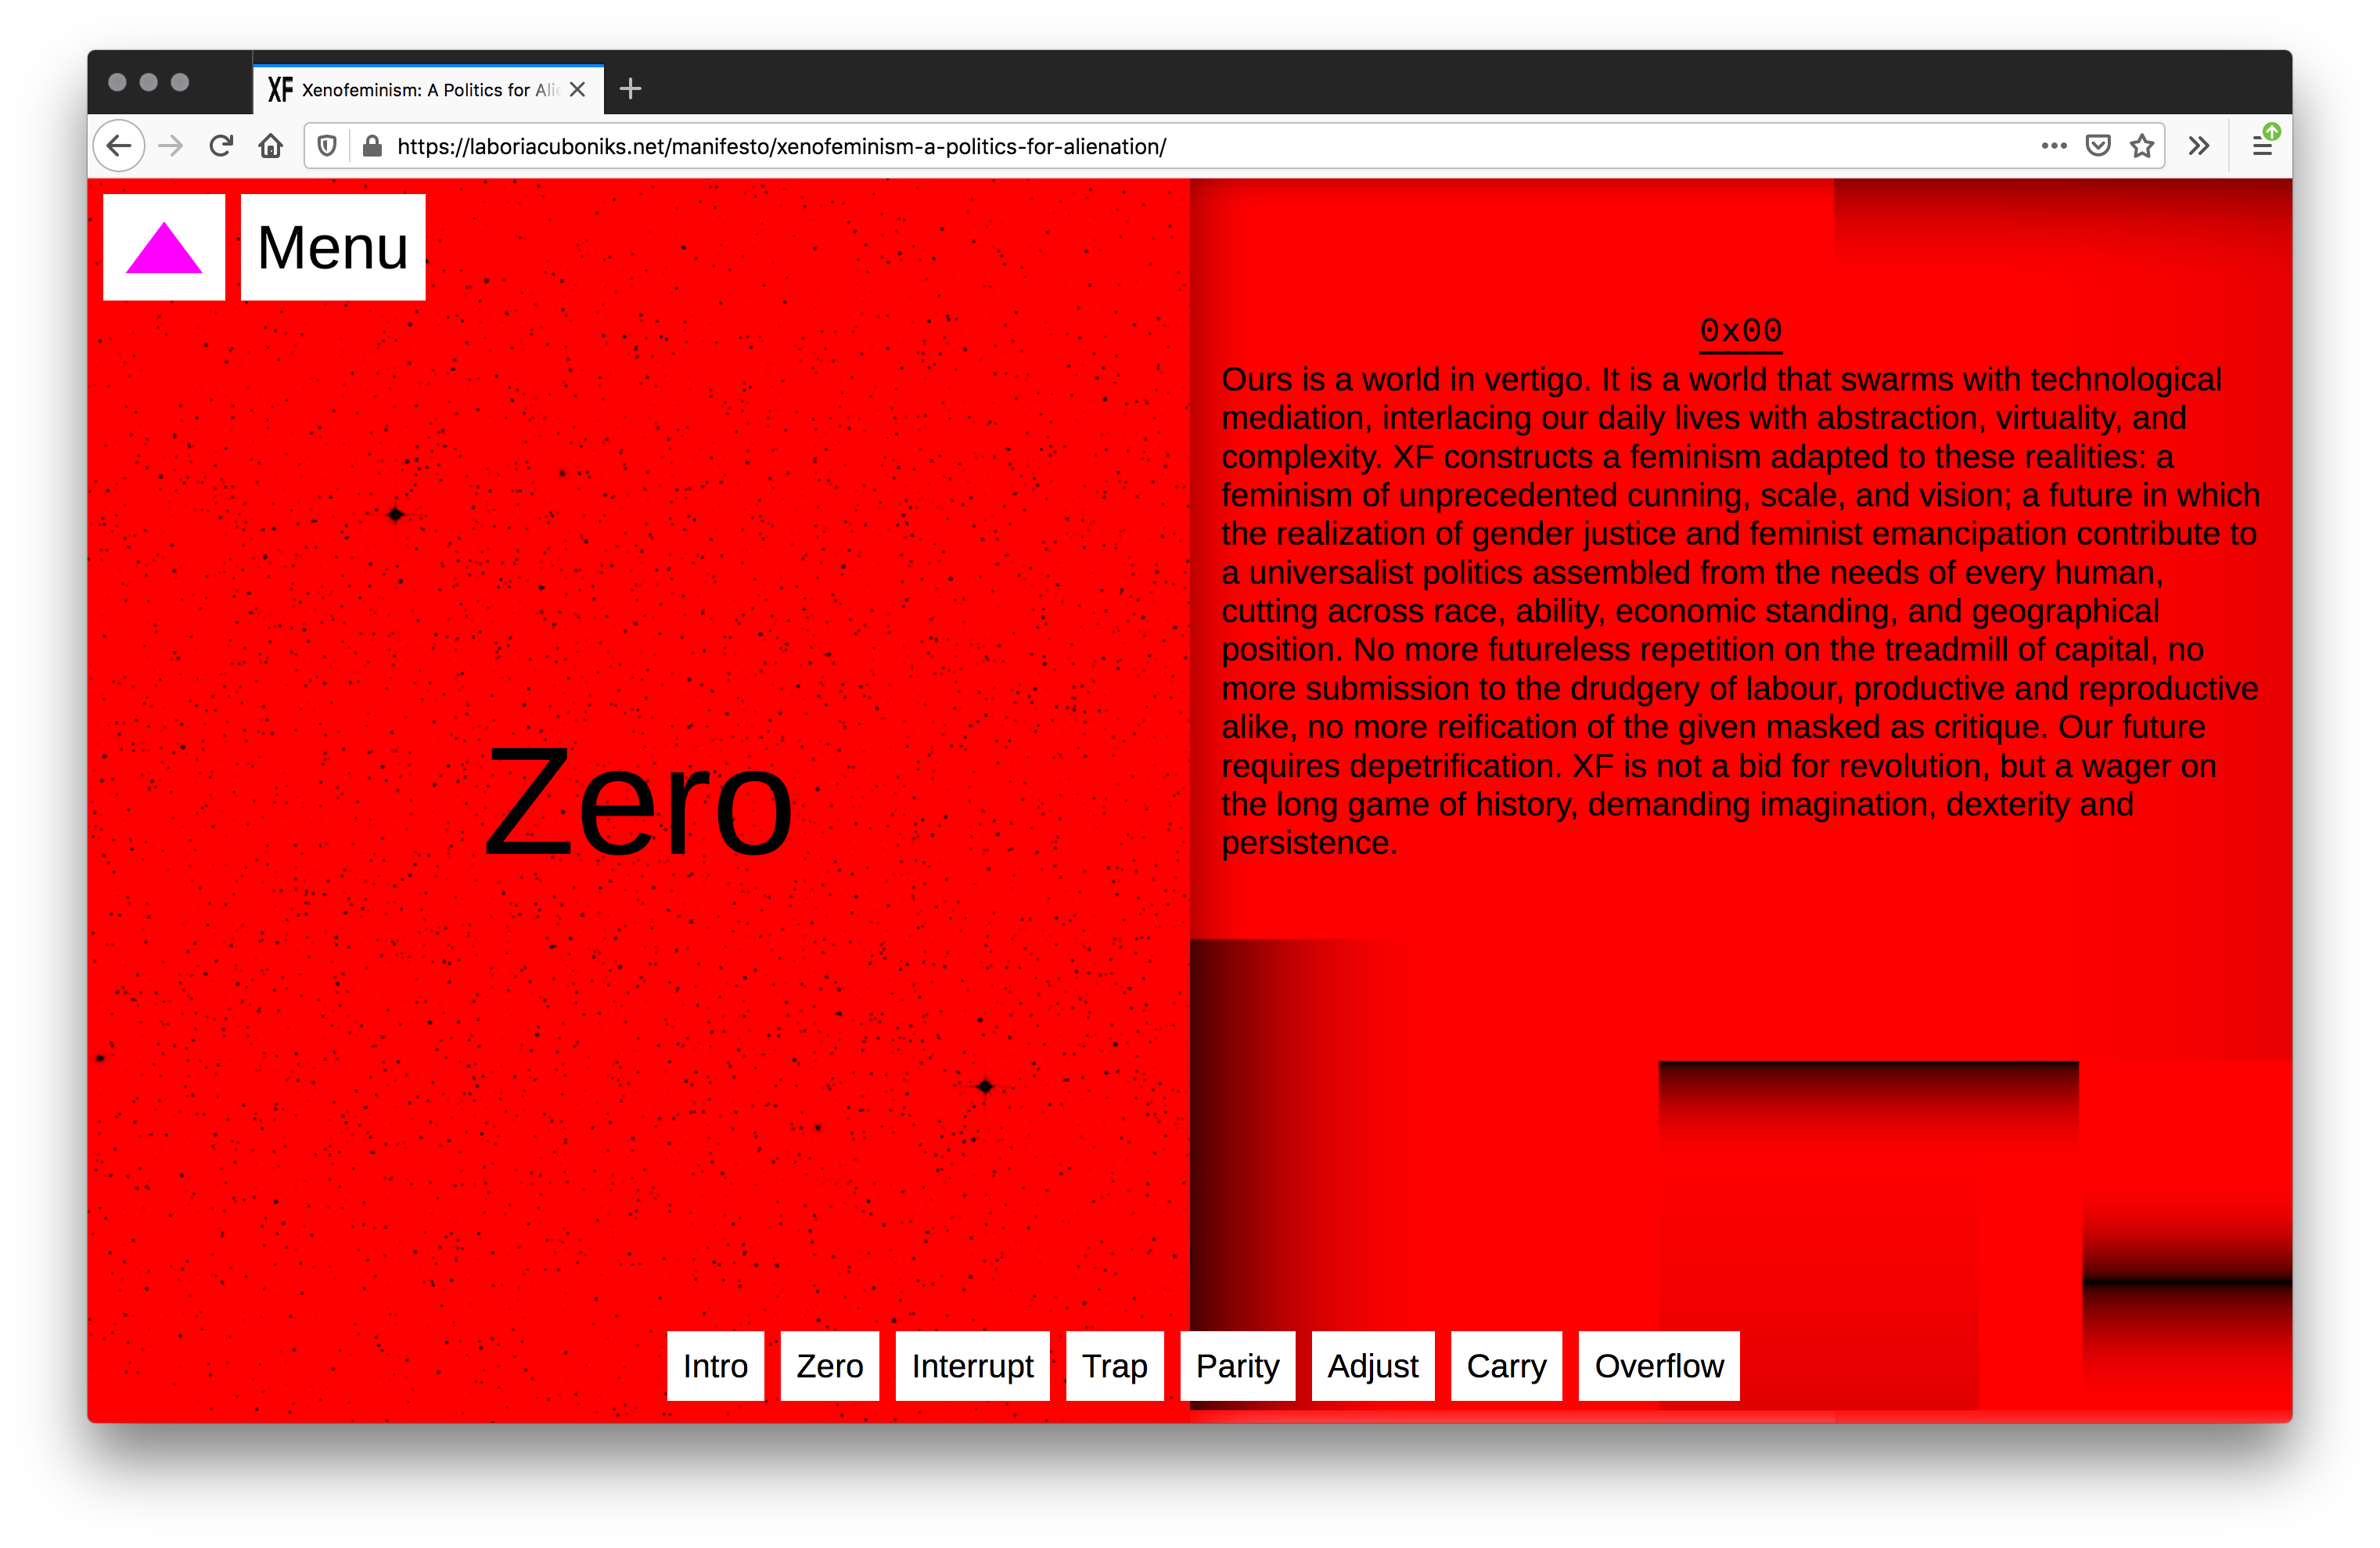 XF Xenofeminism: A Politics for Alie
https://laboriacuboniks.net/manifesto/xenofeminism-a-politics-for-alienation/
Menu
Zero
0x00
Ours is a world in vertigo. It is a world that swarms with technological
mediation, interlacing our daily lives with abstraction, virtuality, and
complexity. XF constructs a feminism adapted to these realities: a
feminism of unprecedented cunning, scale, and vision; a future in which
the realization of gender justice and feminist emancipation contribute to
a universalist politics assembled from the needs of every human,
cutting across race, ability, economic standing, and geographical
position. No more futureless repetition on the treadmill of capital, no
more submission to the drudgery of labour, productive and reproductive
alike, no more reification of the given masked as critique. Our future
requires depetrification. XF is not a bid for revolution, but a wager on
the long game of history, demanding imagination, dexterity and
persistence.
Intro Zero Interrupt Trap Parity Adjust Carry Overflow